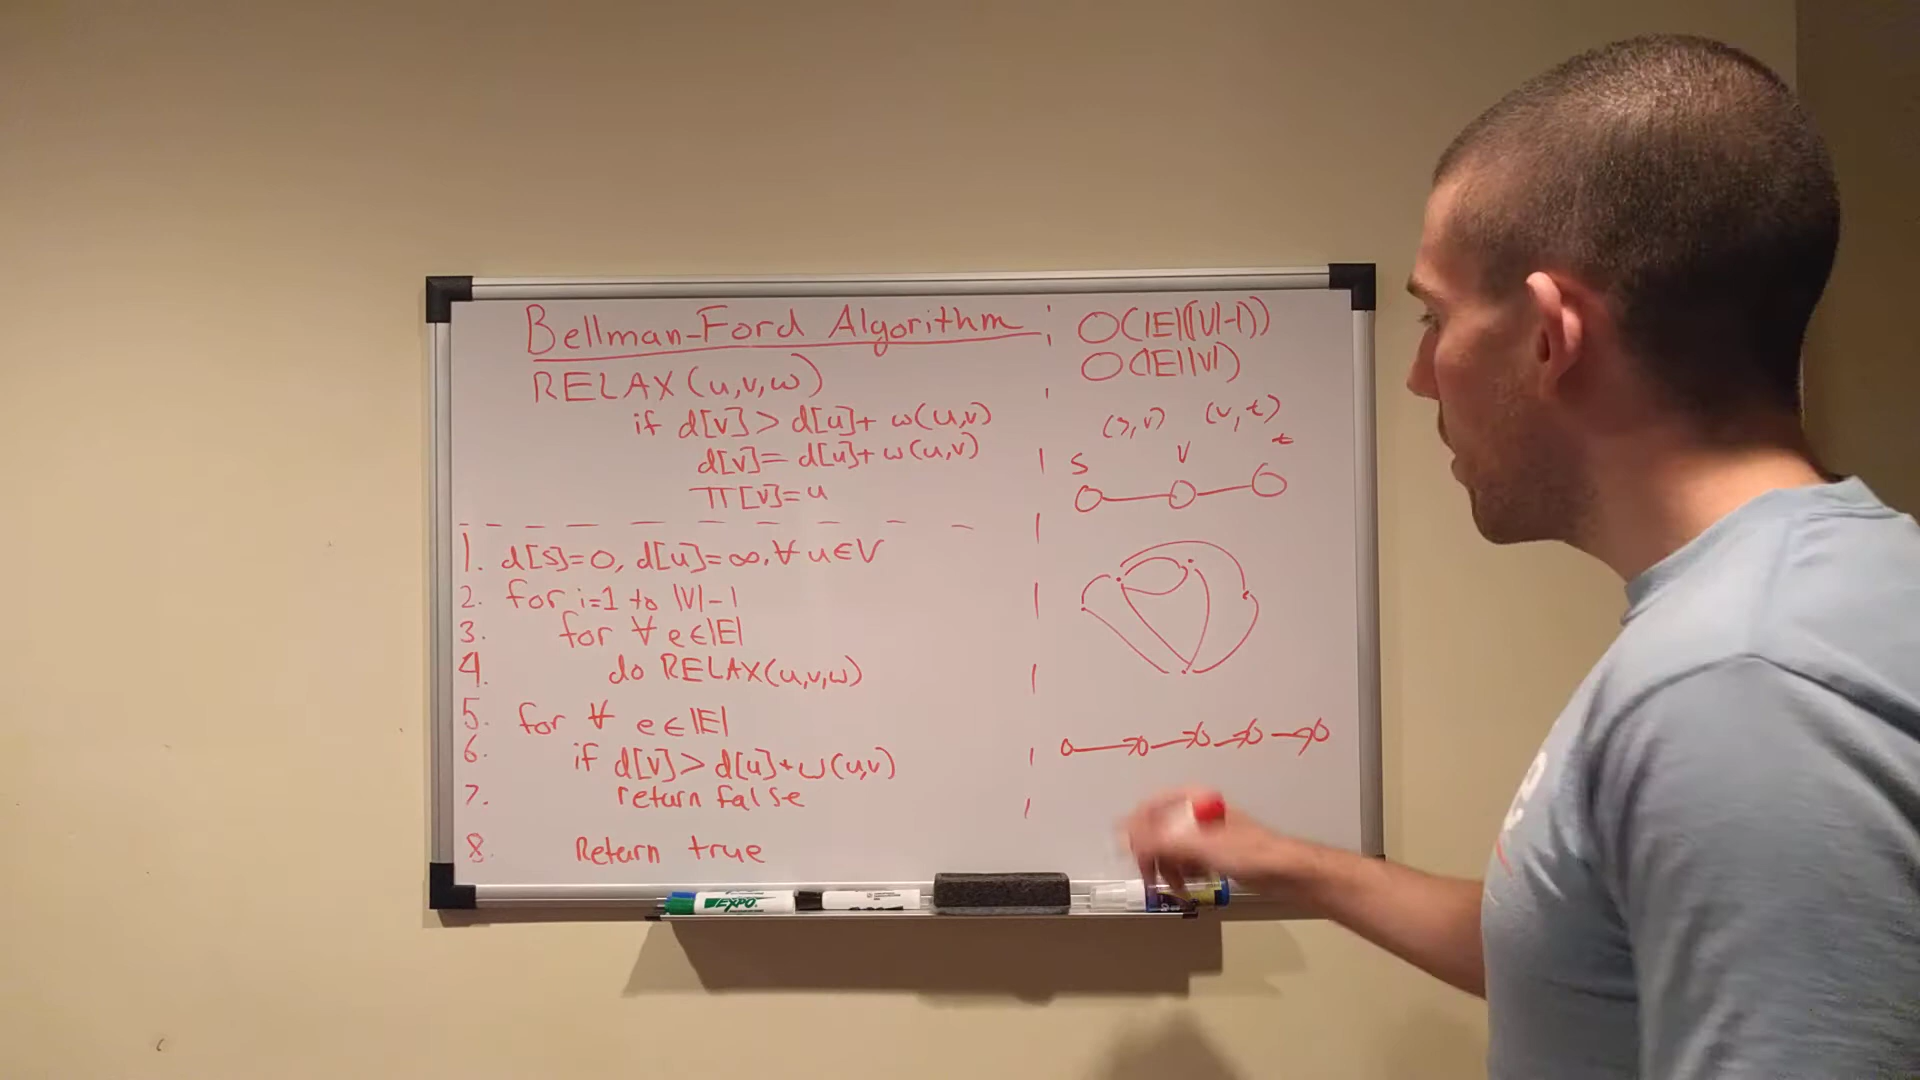 Bellman-Ford Algorithm
RELAX(u,v,w)
if d[v]> d[u]+ w(u,v)
d[v]= d[u]+w(u,v)
π[v]=u
1. d[s]=0, d[u]=∞, ∀ u∈V
2. for i=1 to |V|-1
3. for ∀ e∈|E|
4. do RELAX(u,v,w)
5. for ∀ e∈|E|
6. if d[v]> d[u]+w(u,v)
7. return false
8. Return true
O(|E|(|V|-1))
O(|E||V|)
(s,v) (v,t)
s v t
EXPO